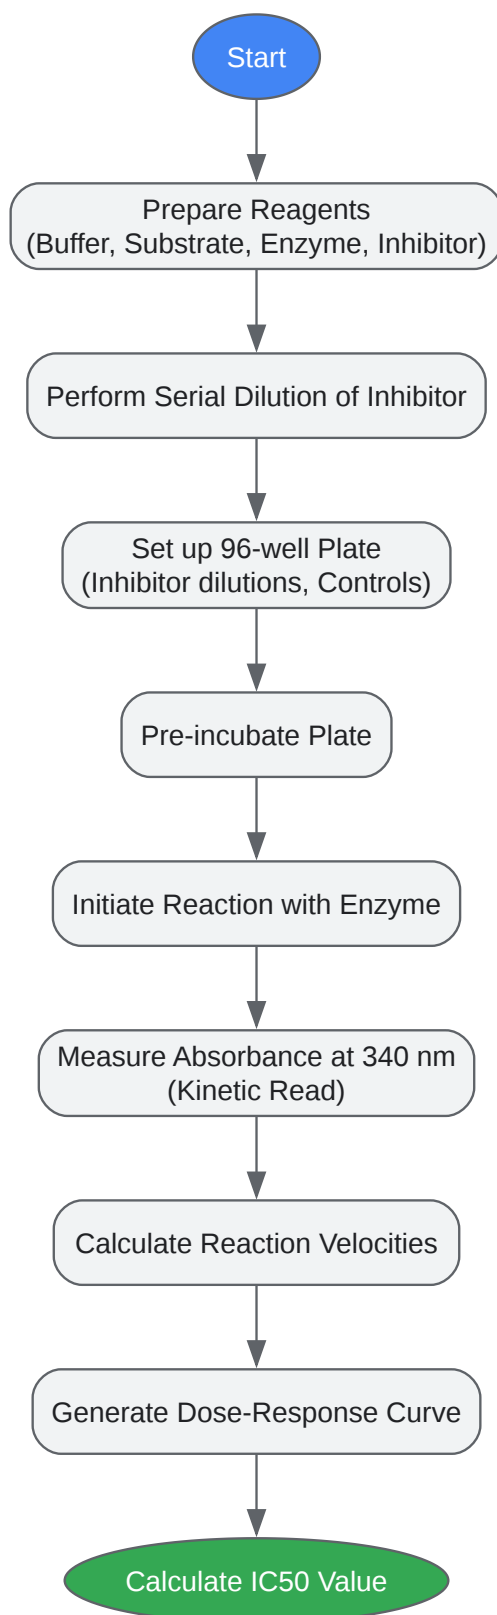 Start
Prepare Reagents
(Buffer, Substrate, Enzyme, Inhibitor)
Perform Serial Dilution of Inhibitor
Set up 96-well Plate
(Inhibitor dilutions, Controls)
Pre-incubate Plate
Initiate Reaction with Enzyme
Measure Absorbance at 340 nm
(Kinetic Read)
Calculate Reaction Velocities
Generate Dose-Response Curve
Calculate IC50 Value